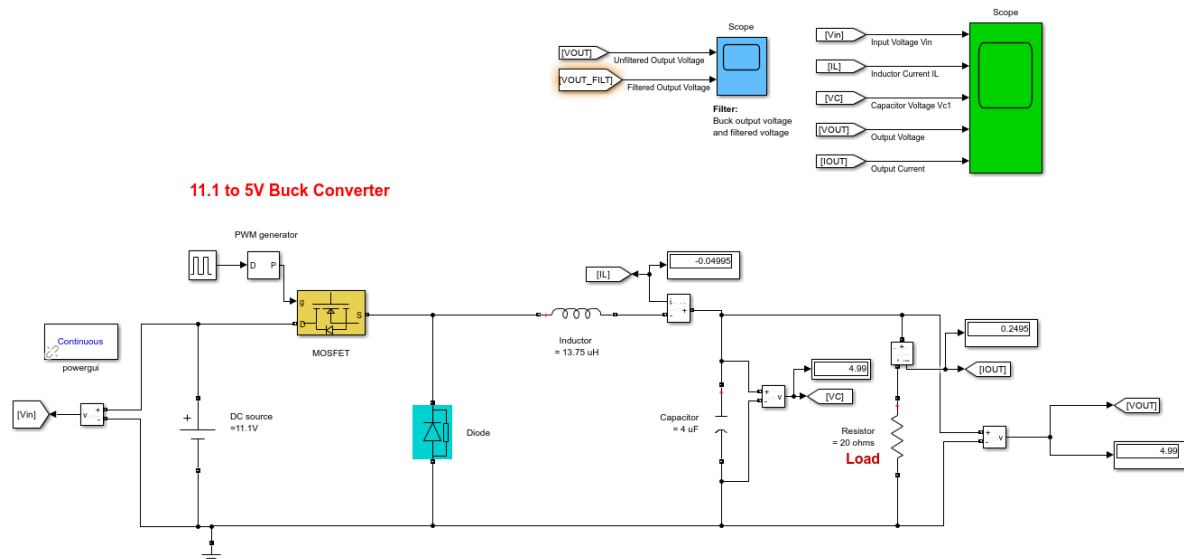 Scope
[VOUT]
Unfiltered Output Voltage
[VOUT_FILT]
Filtered Output Voltage
Filter:
Buck output voltage
and filtered voltage
Scope
[Vin]
Input Voltage Vin
[IL]
Inductor Current IL
[VC]
Capacitor Voltage Vc1
[VOUT]
Output Voltage
[IOUT]
Output Current
11.1 to 5V Buck Converter
PWM generator
D P
g
D
S
MOSFET
Continuous
powergui
[Vin]
v
+
-
+
DC source
=11.1V
Diode
Inductor
= 13.75 uH
[IL]
-0.04995
i
-
+
Capacitor
= 4 uF
+
-
v
4.99
[VC]
+
0.2495
[IOUT]
Resistor
= 20 ohms
Load
+
-
v
[VOUT]
4.99